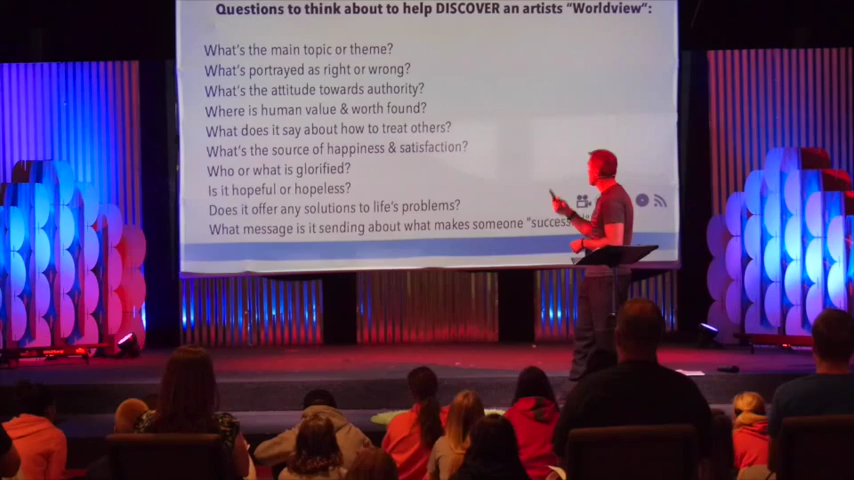 Questions to think about to help DISCOVER an artists “Worldview”:
What's the main topic or theme?
What's portrayed as right or wrong?
What's the attitude towards authority?
Where is human value & worth found?
What does it say about how to treat others?
What's the source of happiness & satisfaction?
Who or what is glorified?
Is it hopeful or hopeless?
Does it offer any solutions to life's problems?
What message is it sending about what makes someone “success